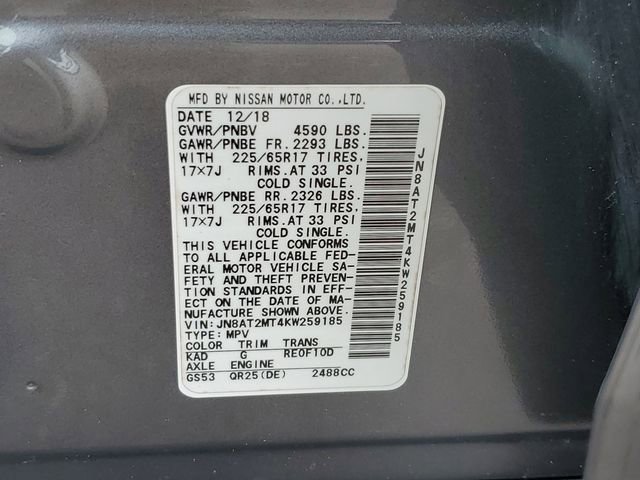 MFD BY NISSAN MOTOR CO.,LTD.
DATE 12/18
GVWR/PNBV 4590 LBS.
GAWR/PNBE FR.2293 LBS.
WITH 225/65R17 TIRES,
17×7J RIMS.AT 33 PSI
COLD SINGLE.
GAWR/PNBE RR.2326 LBS.
WITH 225/65R17 TIRES,
17×7J RIMS.AT 33 PSI
COLD SINGLE.
THIS VEHICLE CONFORMS
TO ALL APPLICABLE FED-
ERAL MOTOR VEHICLE SA-
FETY AND THEFT PREVEN-
TION STANDARDS IN EFF-
ECT ON THE DATE OF MA-
NUFACTURE SHOWN ABOVE.
VIN:JN8AT2MT4KW259185
TYPE:MPV
COLOR TRIM TRANS
KAD G RE0F10D
AXLE ENGINE
GS53 QR25(DE) 2488CC
JN8AT2MT4KW259185